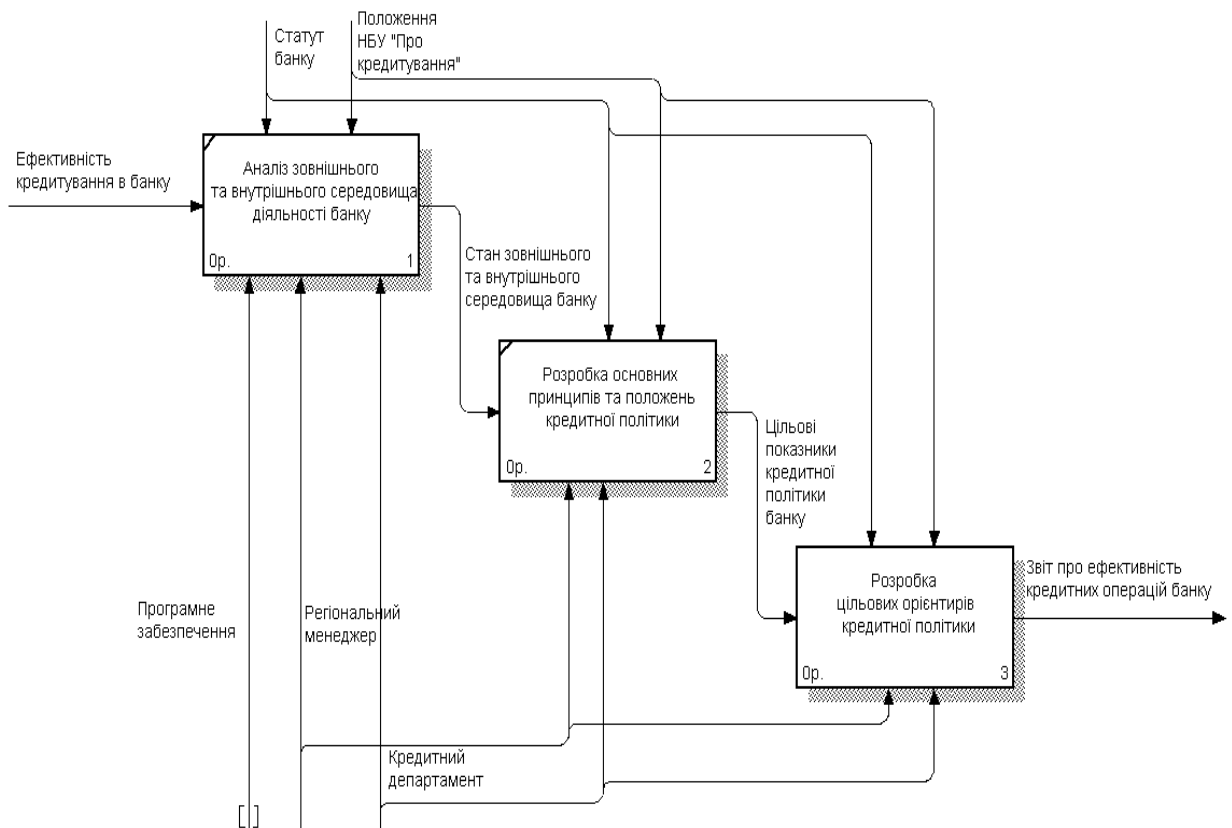 Статут
банку
Положення
НБУ "Про
кредитування"
Ефективність
кредитування в банку
Аналіз зовнішнього
та внутрішнього середовища
діяльності банку
0р.
1
Стан зовнішнього
та внутрішнього
середовища банку
Розробка основних
принципів та положень
кредитної політики
0р.
2
Цільові
показники
кредитної
політики
банку
Розробка
цільових орієнтирів
кредитної політики
0р.
3
Звіт про ефективність
кредитних операцій банку
Програмне
забезпечення
Регіональний
менеджер
Кредитний
департамент